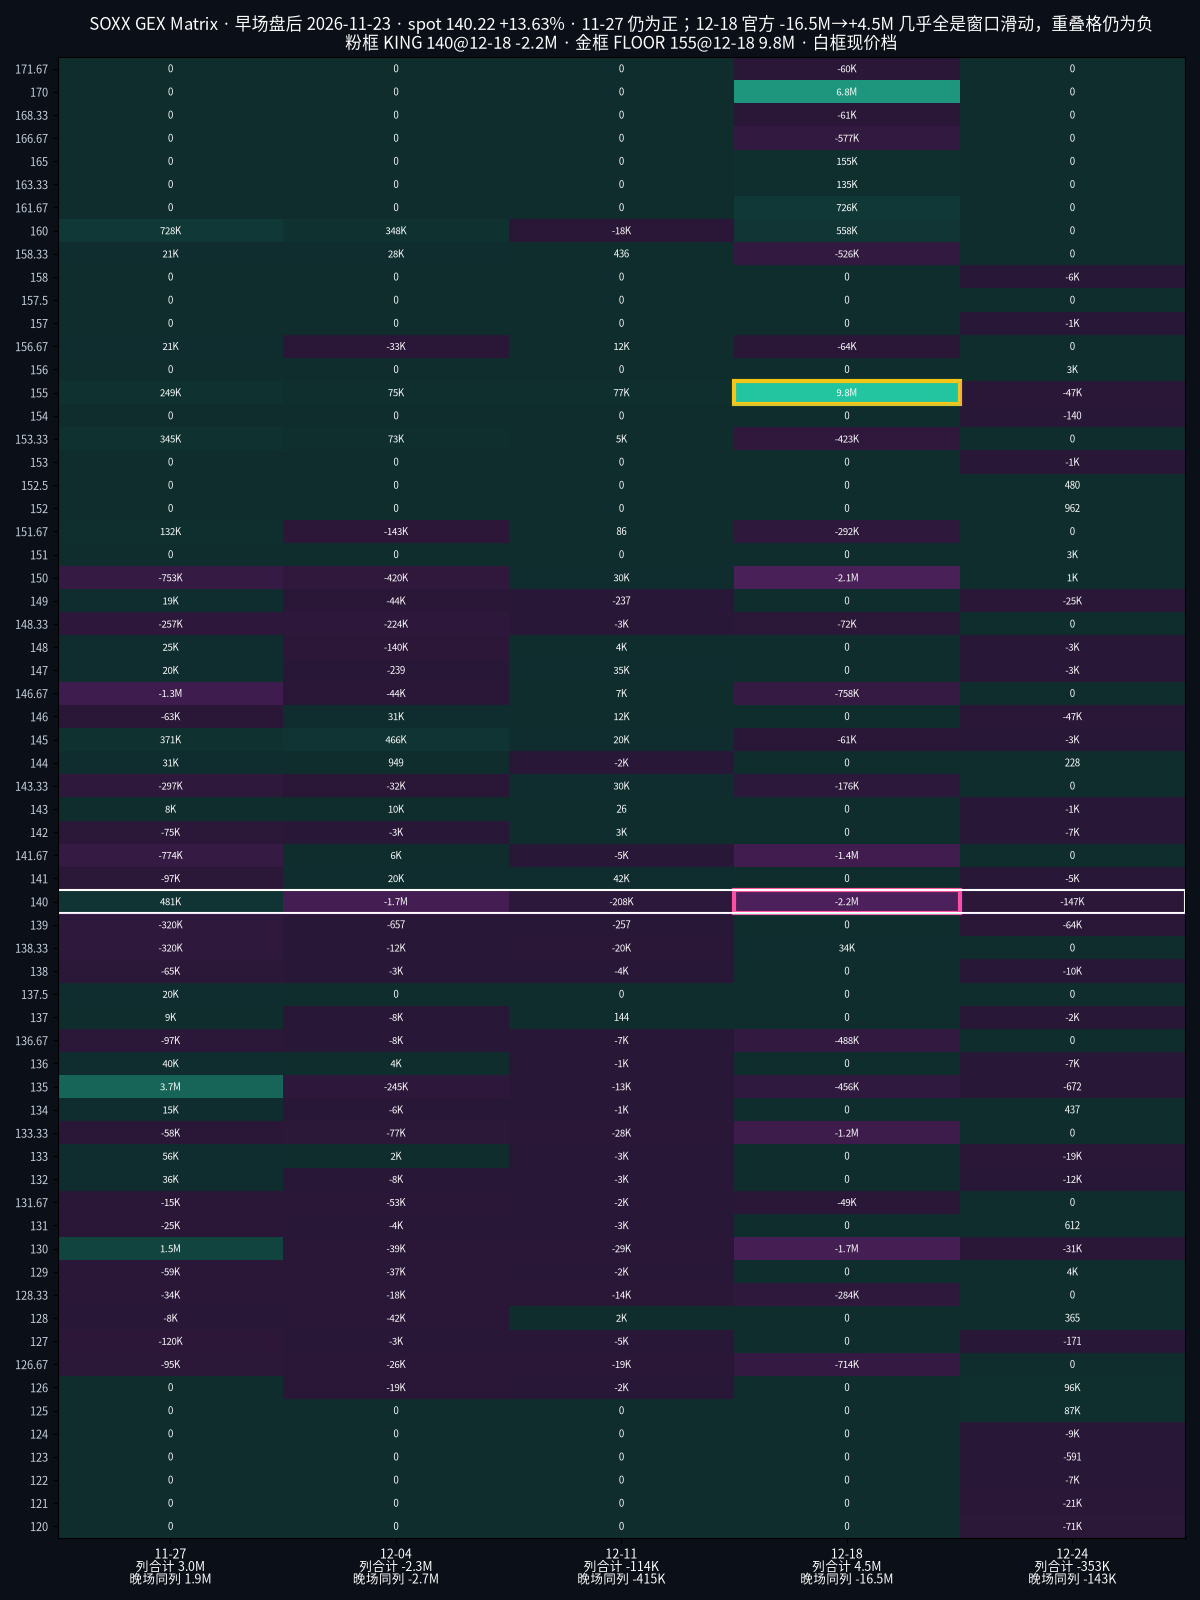 SOXX GEX Matrix · 早场盘后 2026-11-23 · spot 140.22 +13.63% · 11-27 仍为正；12-18 官方 -16.5M→+4.5M 几乎全是窗口滑动，重叠格仍为负
粉框 KING 140@12-18 -2.2M · 金框 FLOOR 155@12-18 9.8M · 白框现价档
171.67 0 0 0 -60K 0
170 0 0 0 6.8M 0
168.33 0 0 0 -61K 0
166.67 0 0 0 -577K 0
165 0 0 0 155K 0
163.33 0 0 0 135K 0
161.67 0 0 0 726K 0
160 728K 348K -18K 558K 0
158.33 21K 28K 436 -526K 0
158 0 0 0 0 -6K
157.5 0 0 0 0 0
157 0 0 0 0 -1K
156.67 21K -33K 12K -64K 0
156 0 0 0 0 3K
155 249K 75K 77K 9.8M -47K
154 0 0 0 0 -140
153.33 345K 73K 5K -423K 0
153 0 0 0 0 -1K
152.5 0 0 0 0 480
152 0 0 0 0 962
151.67 132K -143K 86 -292K 0
151 0 0 0 0 3K
150 -753K -420K 30K -2.1M 1K
149 19K -44K -237 0 -25K
148.33 -257K -224K -3K -72K 0
148 25K -140K 4K 0 -3K
147 20K -239 35K 0 -3K
146.67 -1.3M -44K 7K -758K 0
146 -63K 31K 12K 0 -47K
145 371K 466K 20K -61K -3K
144 31K 949 -2K 0 228
143.33 -297K -32K 30K -176K 0
143 8K 10K 26 0 -1K
142 -75K -3K 3K 0 -7K
141.67 -774K 6K -5K -1.4M 0
141 -97K 20K 42K 0 -5K
140 481K -1.7M -208K -2.2M -147K
139 -320K -657 -257 0 -64K
138.33 -320K -12K -20K 34K 0
138 -65K -3K -4K 0 -10K
137.5 20K 0 0 0 0
137 9K -8K 144 0 -2K
136.67 -97K -8K -7K -488K 0
136 40K 4K -1K 0 -7K
135 3.7M -245K -13K -456K -672
134 15K -6K -1K 0 437
133.33 -58K -77K -28K -1.2M 0
133 56K 2K -3K 0 -19K
132 36K -8K -3K 0 -12K
131.67 -15K -53K -2K -49K 0
131 -25K -4K -3K 0 612
130 1.5M -39K -29K -1.7M -31K
129 -59K -37K -2K 0 4K
128.33 -34K -18K -14K -284K 0
128 -8K -42K 2K 0 365
127 -120K -3K -5K 0 -171
126.67 -95K -26K -19K -714K 0
126 0 -19K -2K 0 96K
125 0 0 0 0 87K
124 0 0 0 0 -9K
123 0 0 0 0 -591
122 0 0 0 0 -7K
121 0 0 0 0 -21K
120 0 0 0 0 -71K
11-27 12-04 12-11 12-18 12-24
列合计 3.0M 列合计 -2.3M 列合计 -114K 列合计 4.5M 列合计 -353K
晚场同列 1.9M 晚场同列 -2.7M 晚场同列 -415K 晚场同列 -16.5M 晚场同列 -143K